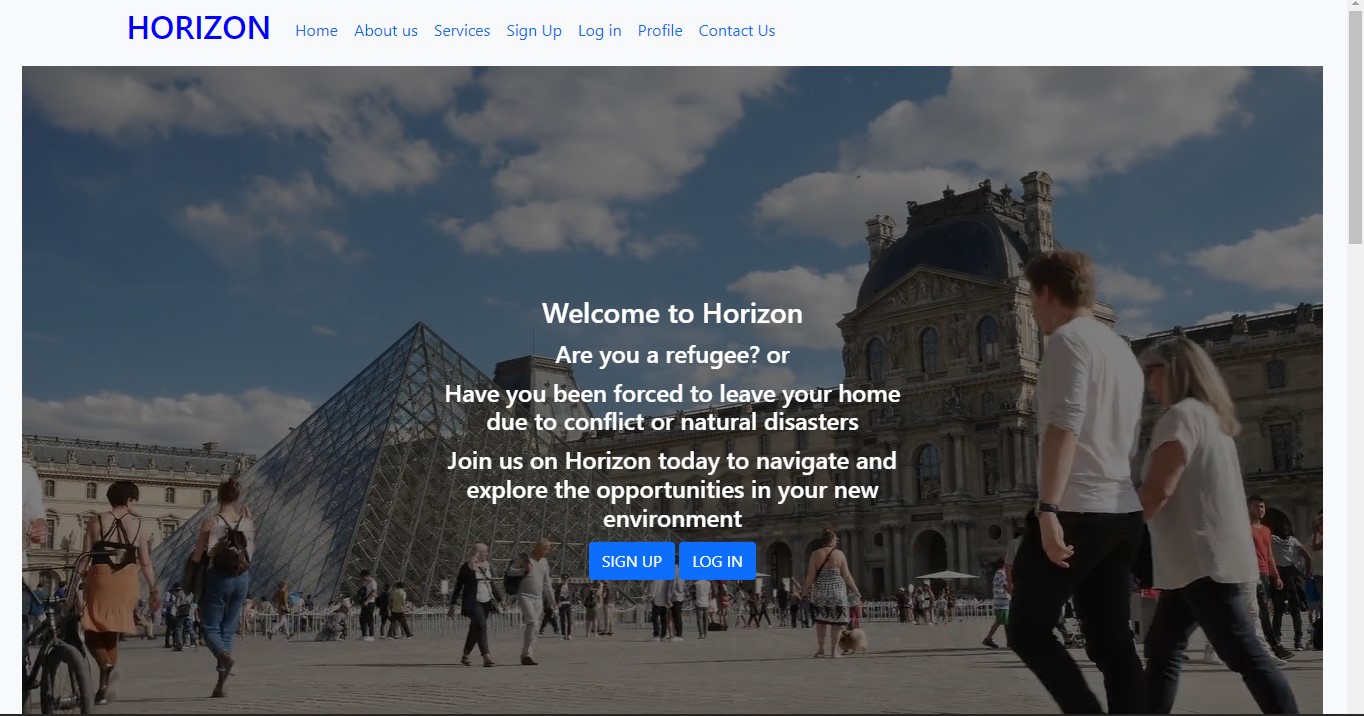 HORIZON Home About us Services Sign Up Log in Profile Contact Us
Welcome to Horizon
Are you a refugee? or
Have you been forced to leave your home
due to conflict or natural disasters
Join us on Horizon today to navigate and
explore the opportunities in your new
environment
SIGN UP LOG IN